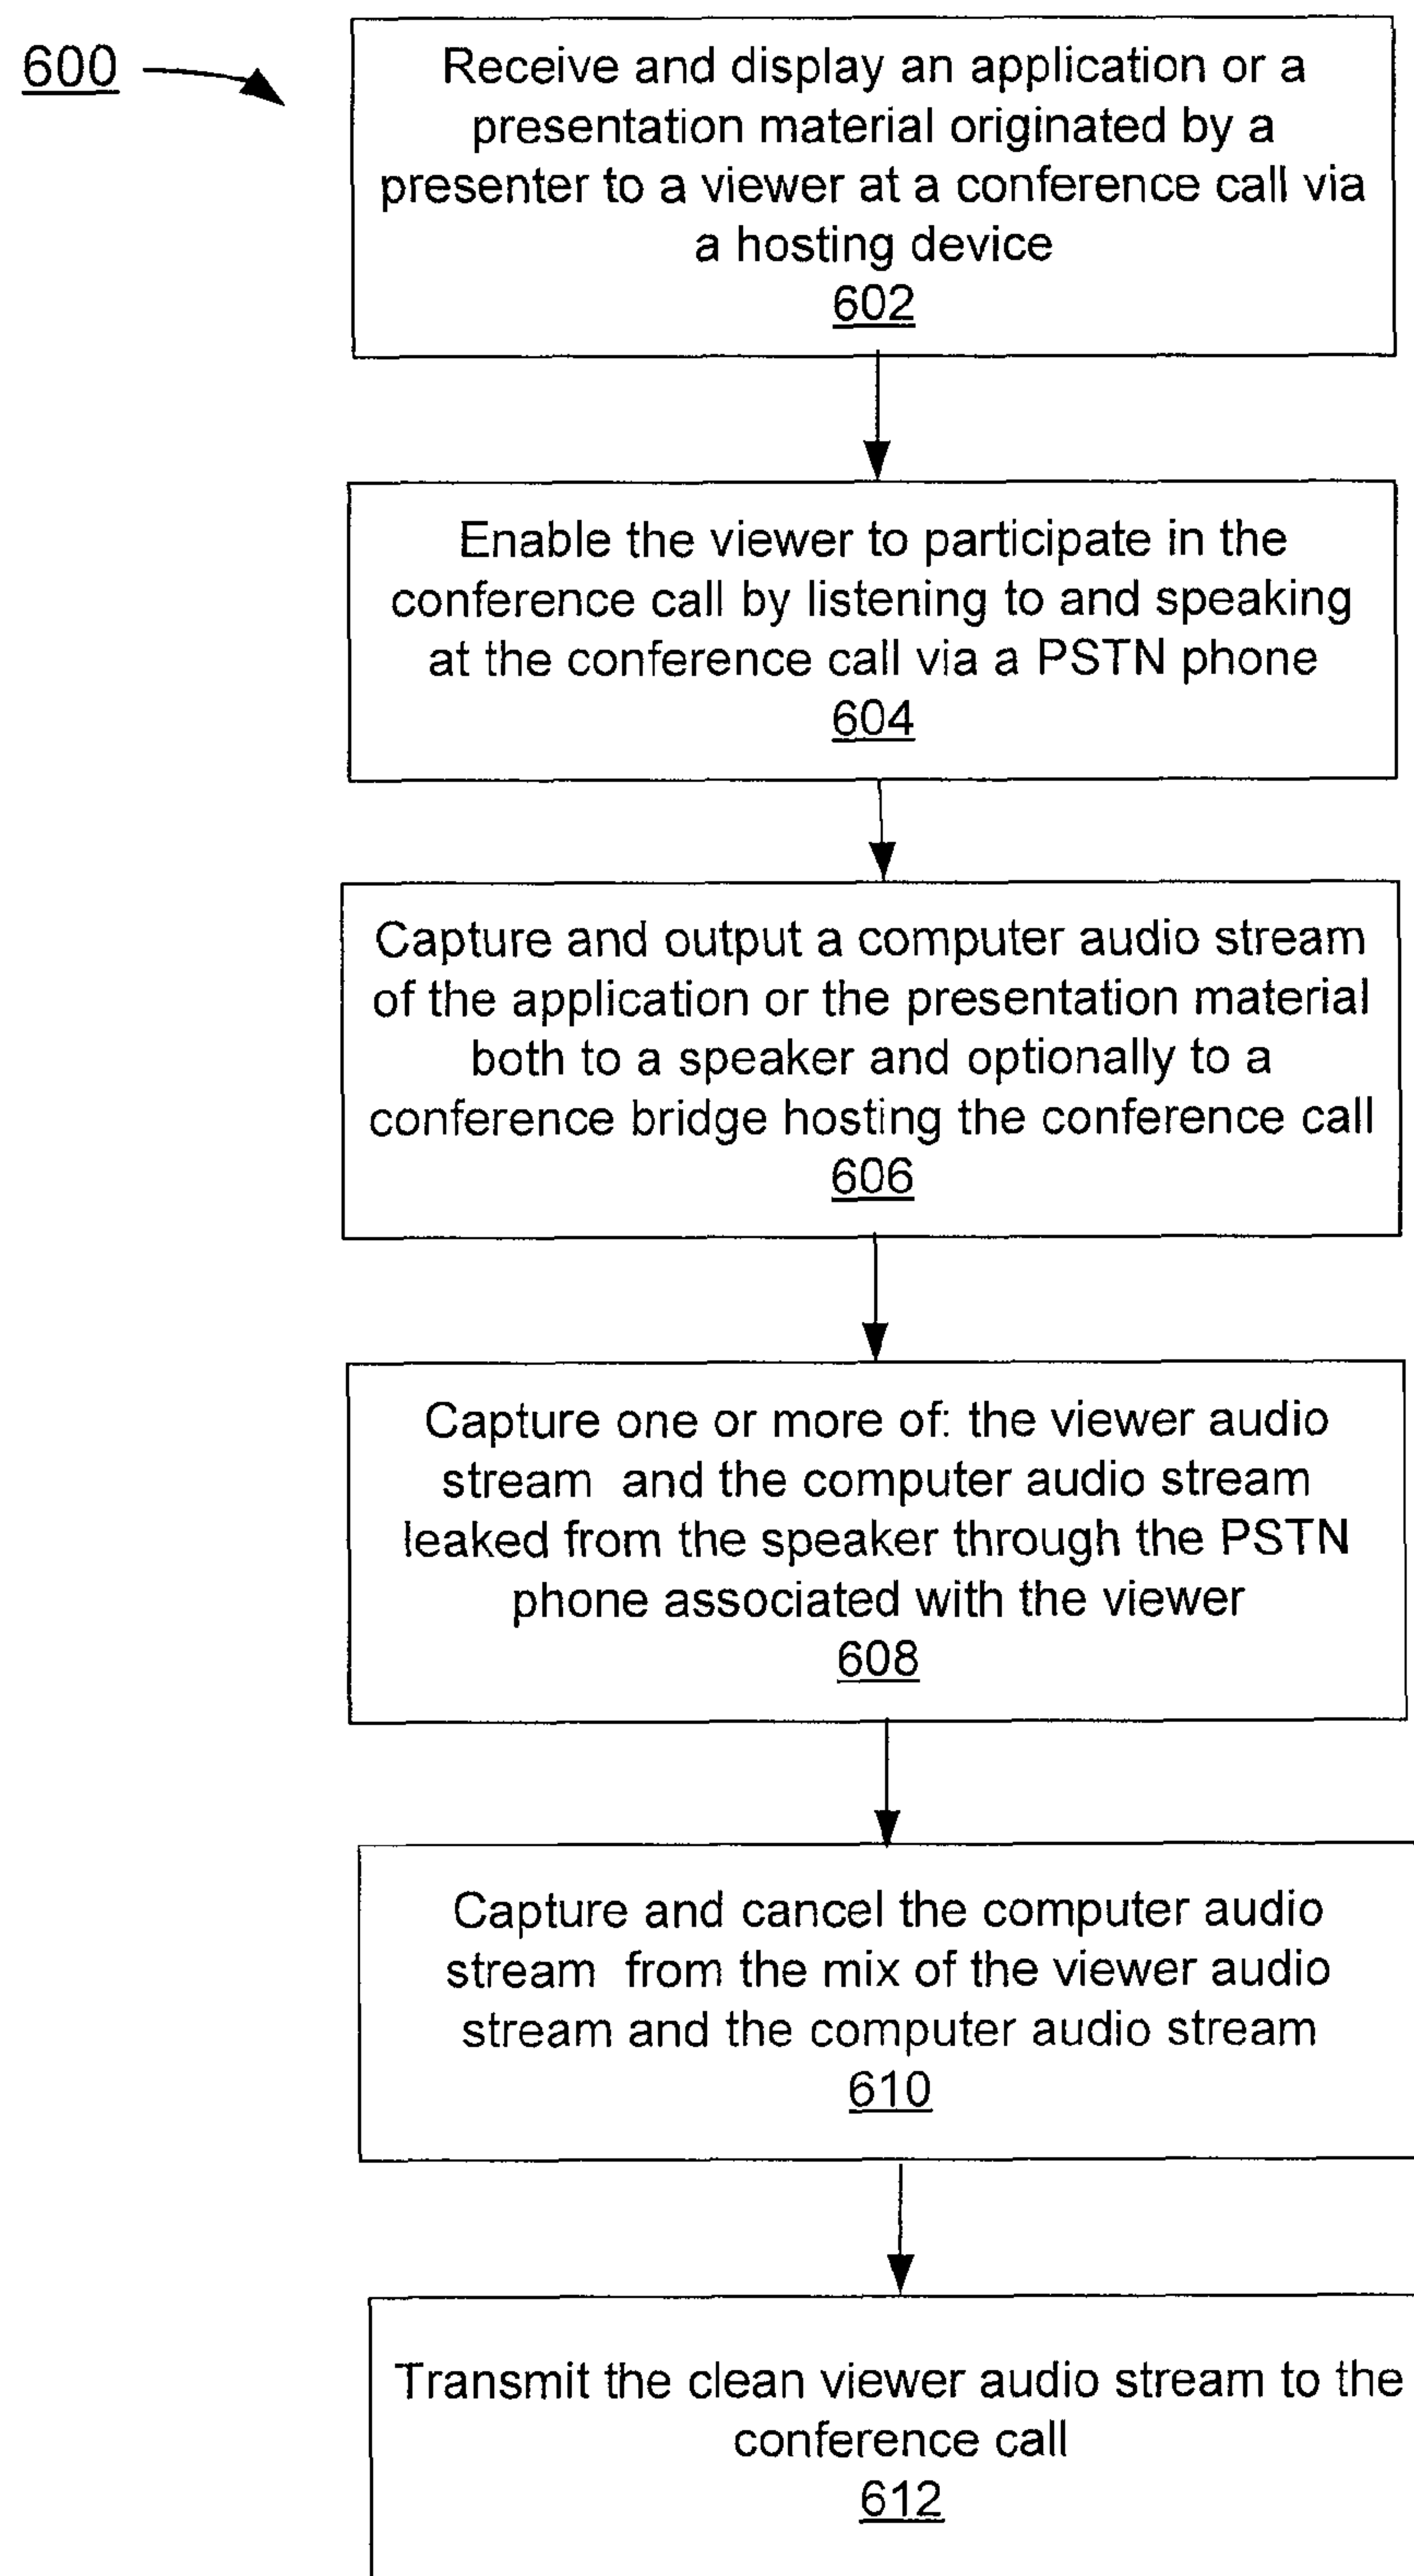 600
Receive and display an application or a
presentation material originated by a
presenter to a viewer at a conference call via
a hosting device
602
Enable the viewer to participate in the
conference call by listening to and speaking
at the conference call via a PSTN phone
604
Capture and output a computer audio stream
of the application or the presentation material
both to a speaker and optionally to a
conference bridge hosting the conference call
606
Capture one or more of: the viewer audio
stream and the computer audio stream
leaked from the speaker through the PSTN
phone associated with the viewer
608
Capture and cancel the computer audio
stream from the mix of the viewer audio
stream and the computer audio stream
610
Transmit the clean viewer audio stream to the
conference call
612